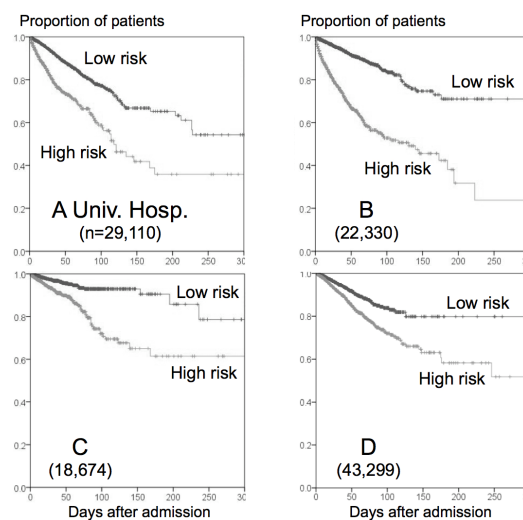 Proportion of patients
Proportion of patients
1.0
0.8
0.6
0.4
0.2
0.0
Low risk
High risk
A Univ. Hosp.
(n=29,110)
0 50 100 150 200 250 30
1.0
0.8
0.6
0.4
0.2
0.0
Low risk
High risk
B
(22,330)
0 50 100 150 200 250
1.0
0.8
0.6
0.4
0.2
0.0
Low risk
High risk
C
(18,674)
0 50 100 150 200 250 30
Days after admission
1.0
0.8
0.6
0.4
0.2
0.0
Low risk
High risk
D
(43,299)
0 50 100 150 200 250
Days after admission